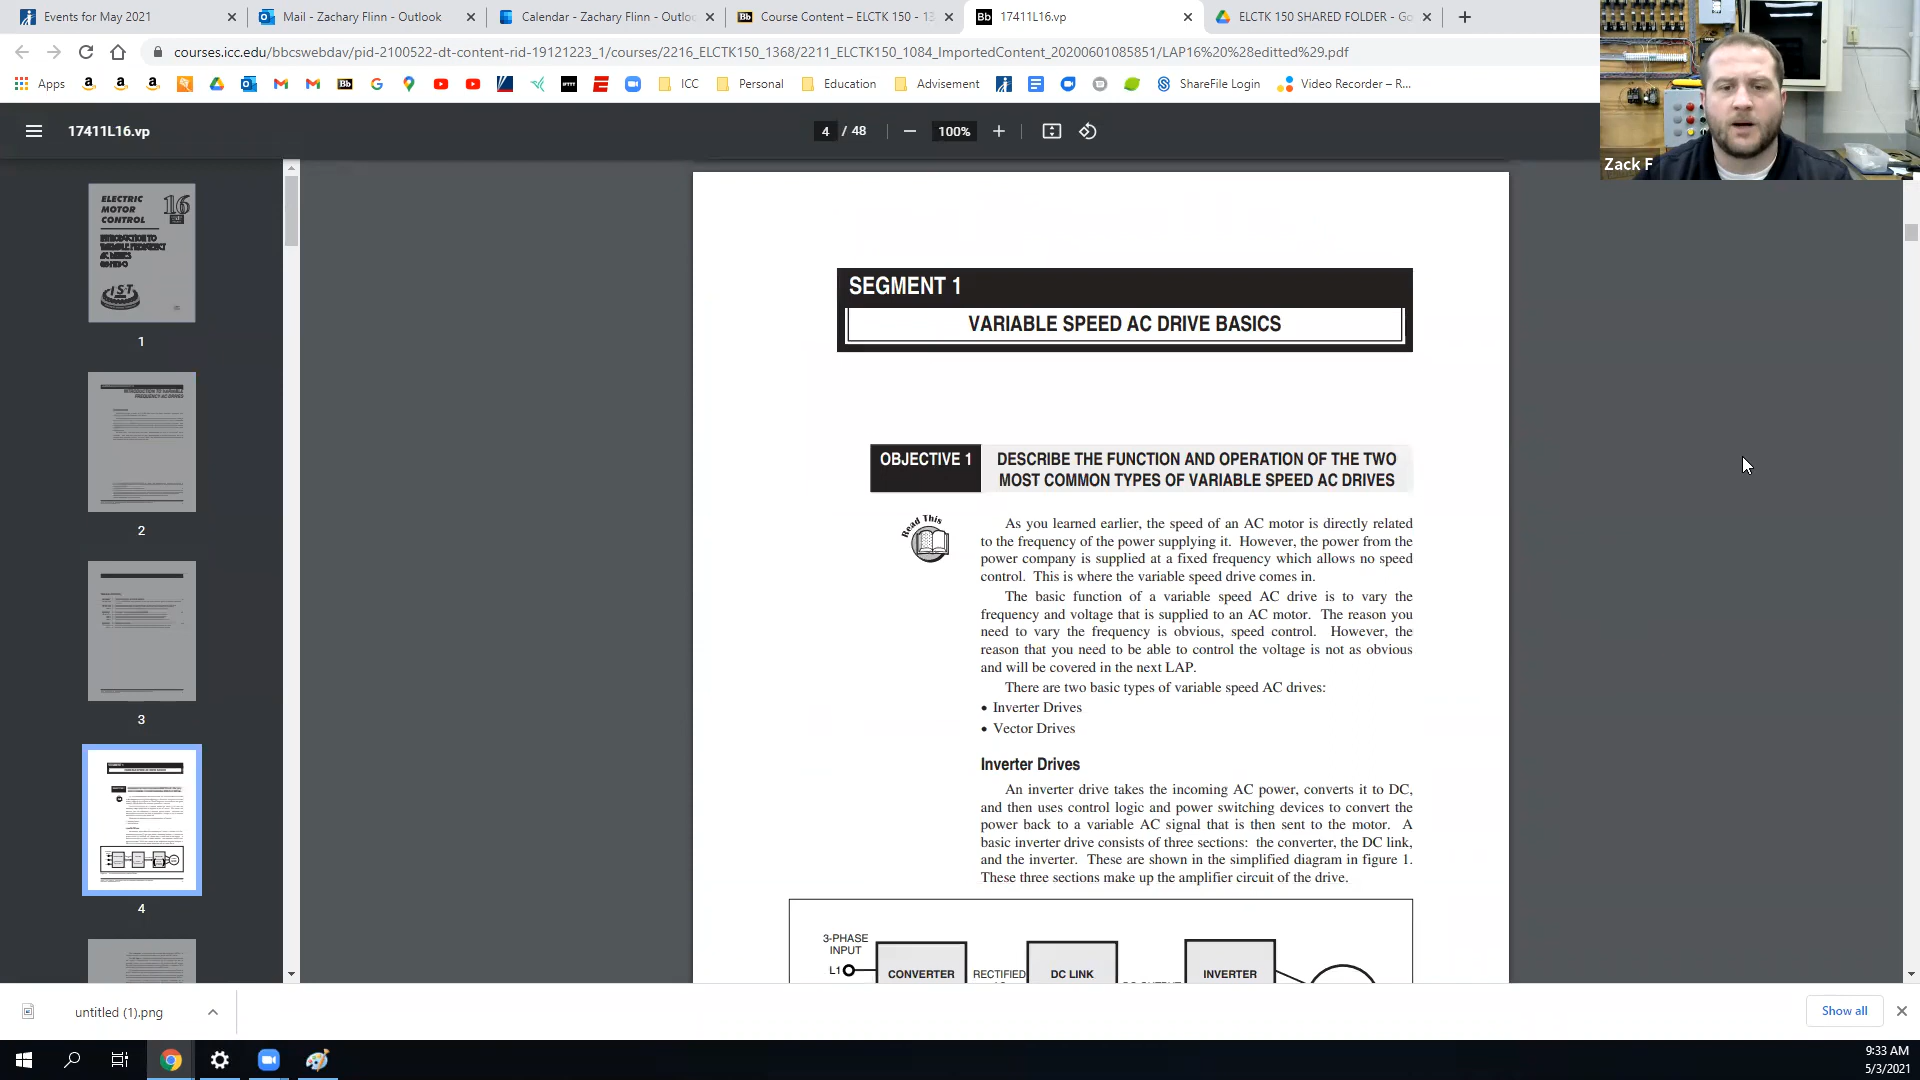 Events for May 2021
Mail - Zachary Flinn - Outlook
Calendar - Zachary Flinn - Outlo
Course Content – ELCTK 150 - 13
Bb
17411L16.vp
ELCTK 150 SHARED FOLDER - Go
courses.icc.edu/bbcswebdav/pid-2100522-dt-content-rid-19121223_1/courses/2216_ELCTK150_1368/2211_ELCTK150_1084_ImportedContent_20200601085851/LAP16%20%28editted%29.pdf
Apps
Bb
ICC
Personal
Education
Advisement
ShareFile Login
Video Recorder – R...
17411L16.vp
4 / 48
100%
Zack F
ELECTRIC
MOTOR
CONTROL
16
1
2
3
4
SEGMENT 1
VARIABLE SPEED AC DRIVE BASICS
OBJECTIVE 1
DESCRIBE THE FUNCTION AND OPERATION OF THE TWO
MOST COMMON TYPES OF VARIABLE SPEED AC DRIVES
Read This
As you learned earlier, the speed of an AC motor is directly related
to the frequency of the power supplying it. However, the power from the
power company is supplied at a fixed frequency which allows no speed
control. This is where the variable speed drive comes in.
The basic function of a variable speed AC drive is to vary the
frequency and voltage that is supplied to an AC motor. The reason you
need to vary the frequency is obvious, speed control. However, the
reason that you need to be able to control the voltage is not as obvious
and will be covered in the next LAP.
There are two basic types of variable speed AC drives:
• Inverter Drives
• Vector Drives
Inverter Drives
An inverter drive takes the incoming AC power, converts it to DC,
and then uses control logic and power switching devices to convert the
power back to a variable AC signal that is then sent to the motor. A
basic inverter drive consists of three sections: the converter, the DC link,
and the inverter. These are shown in the simplified diagram in figure 1.
These three sections make up the amplifier circuit of the drive.
3-PHASE
INPUT
L1
CONVERTER
RECTIFIED
DC LINK
INVERTER
untitled (1).png
Show all
9:33 AM
5/3/2021